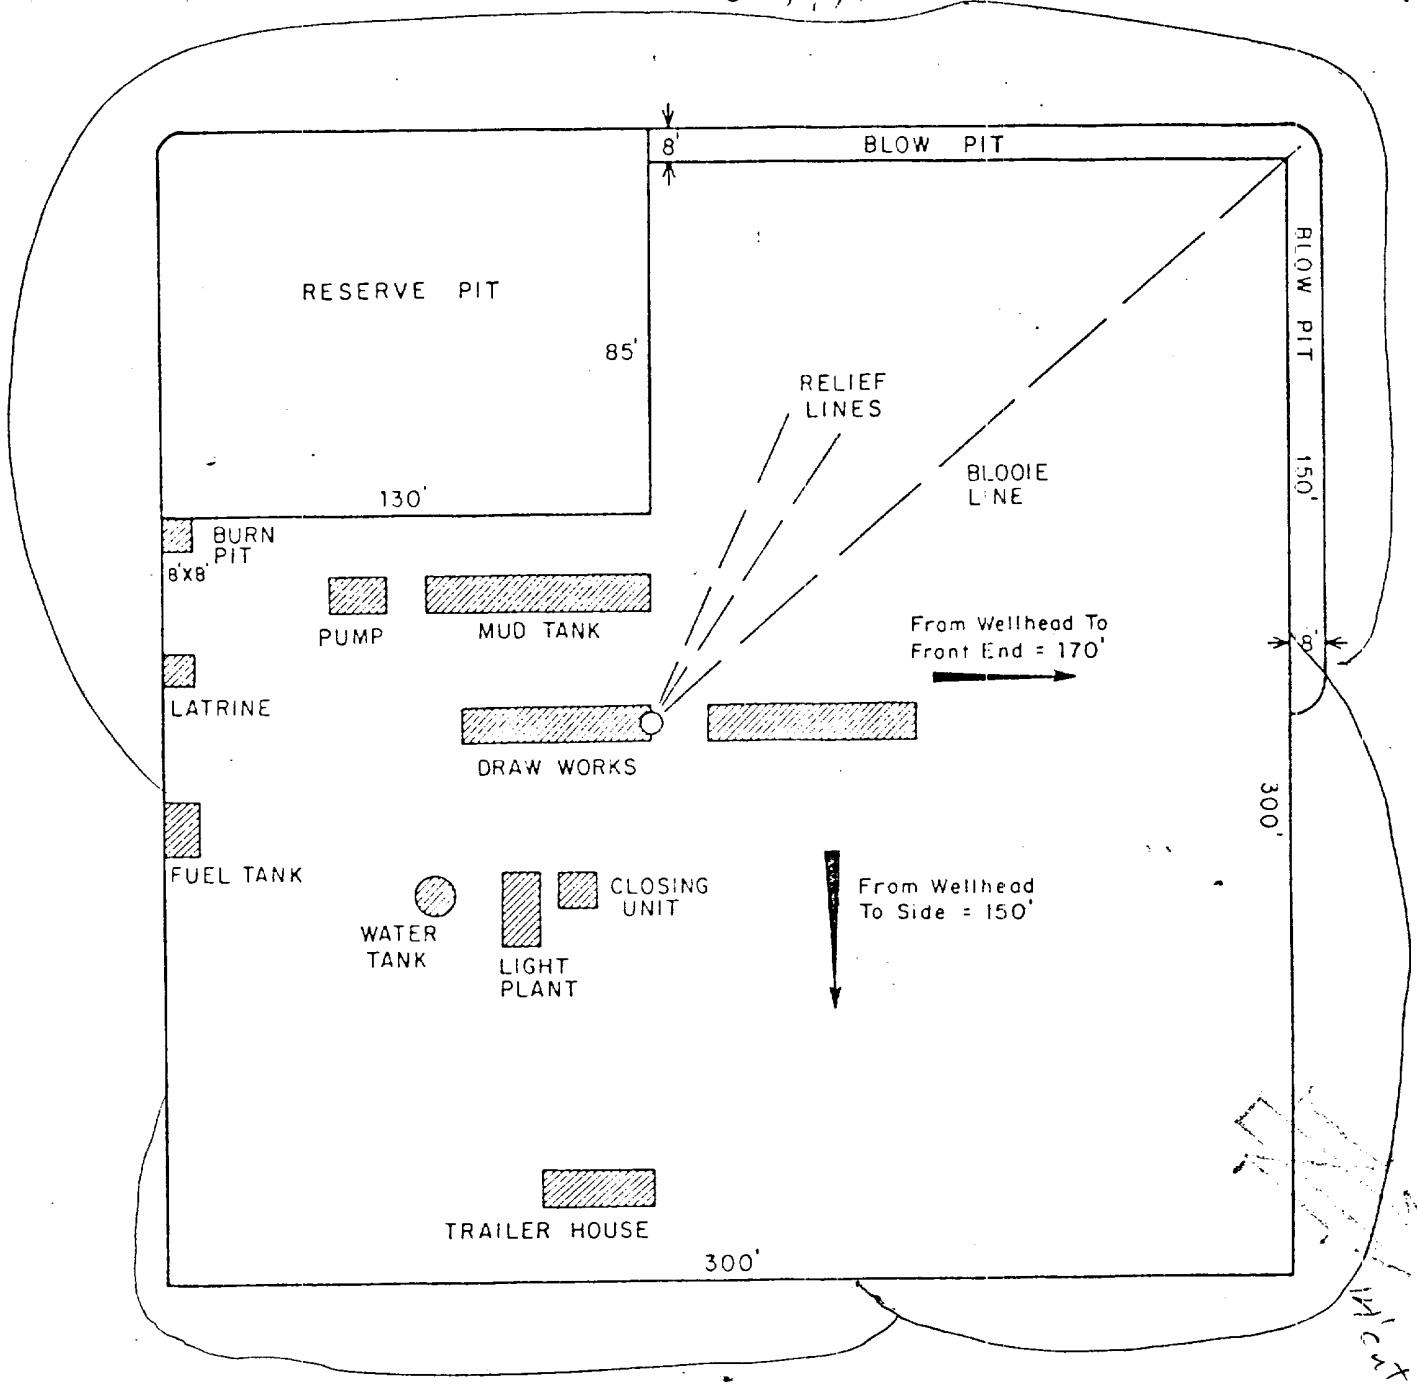 8'
BLOW PIT
BLOW PIT
150'
RESERVE PIT
85'
RELIEF
LINES
BLOOIE
LINE
130'
BURN
PIT
8'X8'
PUMP
MUD TANK
From Wellhead To
Front End = 170'
8'
LATRINE
DRAW WORKS
300'
FUEL TANK
CLOSING
UNIT
From Wellhead
To Side = 150'
WATER
TANK
LIGHT
PLANT
TRAILER HOUSE
300'
cut